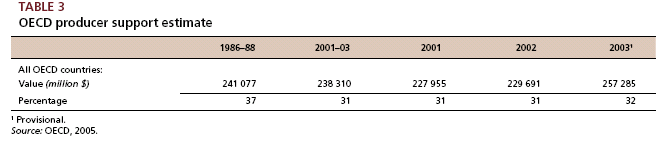 TABLE 3
OECD producer support estimate
1986–88 2001–03 2001 2002 2003¹
All OECD countries:
Value (million $) 241 077 238 310 227 955 229 691 257 285
Percentage 37 31 31 31 32
¹ Provisional.
Source: OECD, 2005.